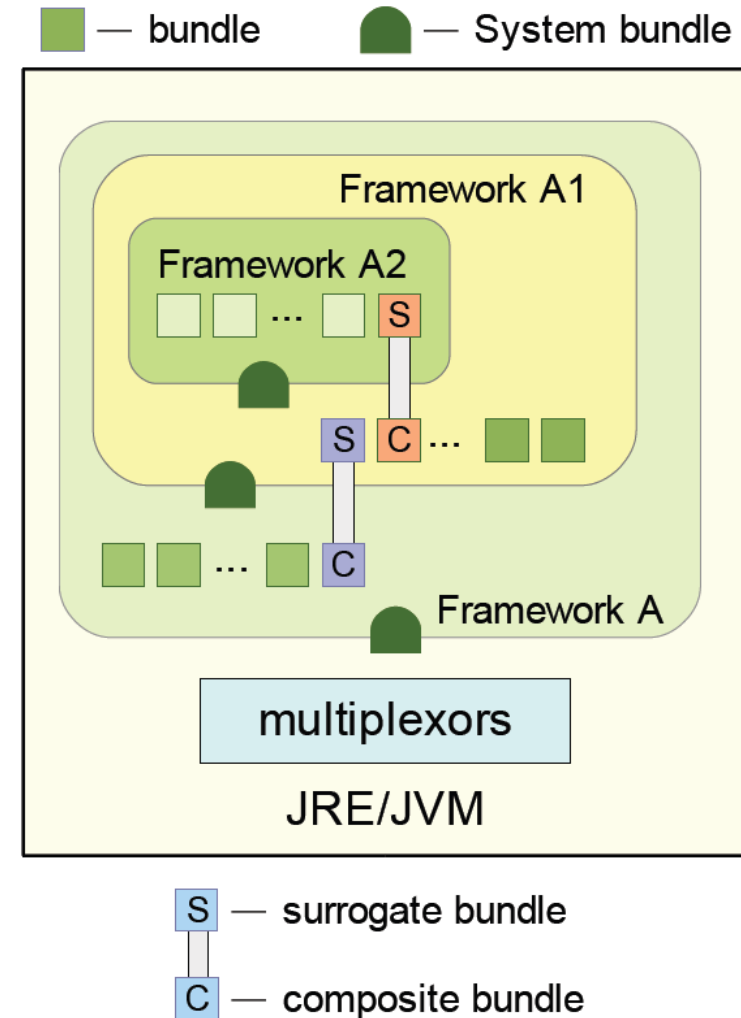 — bundle — System bundle
Framework A1
Framework A2
... S
S C ...
... C
Framework A
multiplexors
JRE/JVM
S — surrogate bundle
C — composite bundle